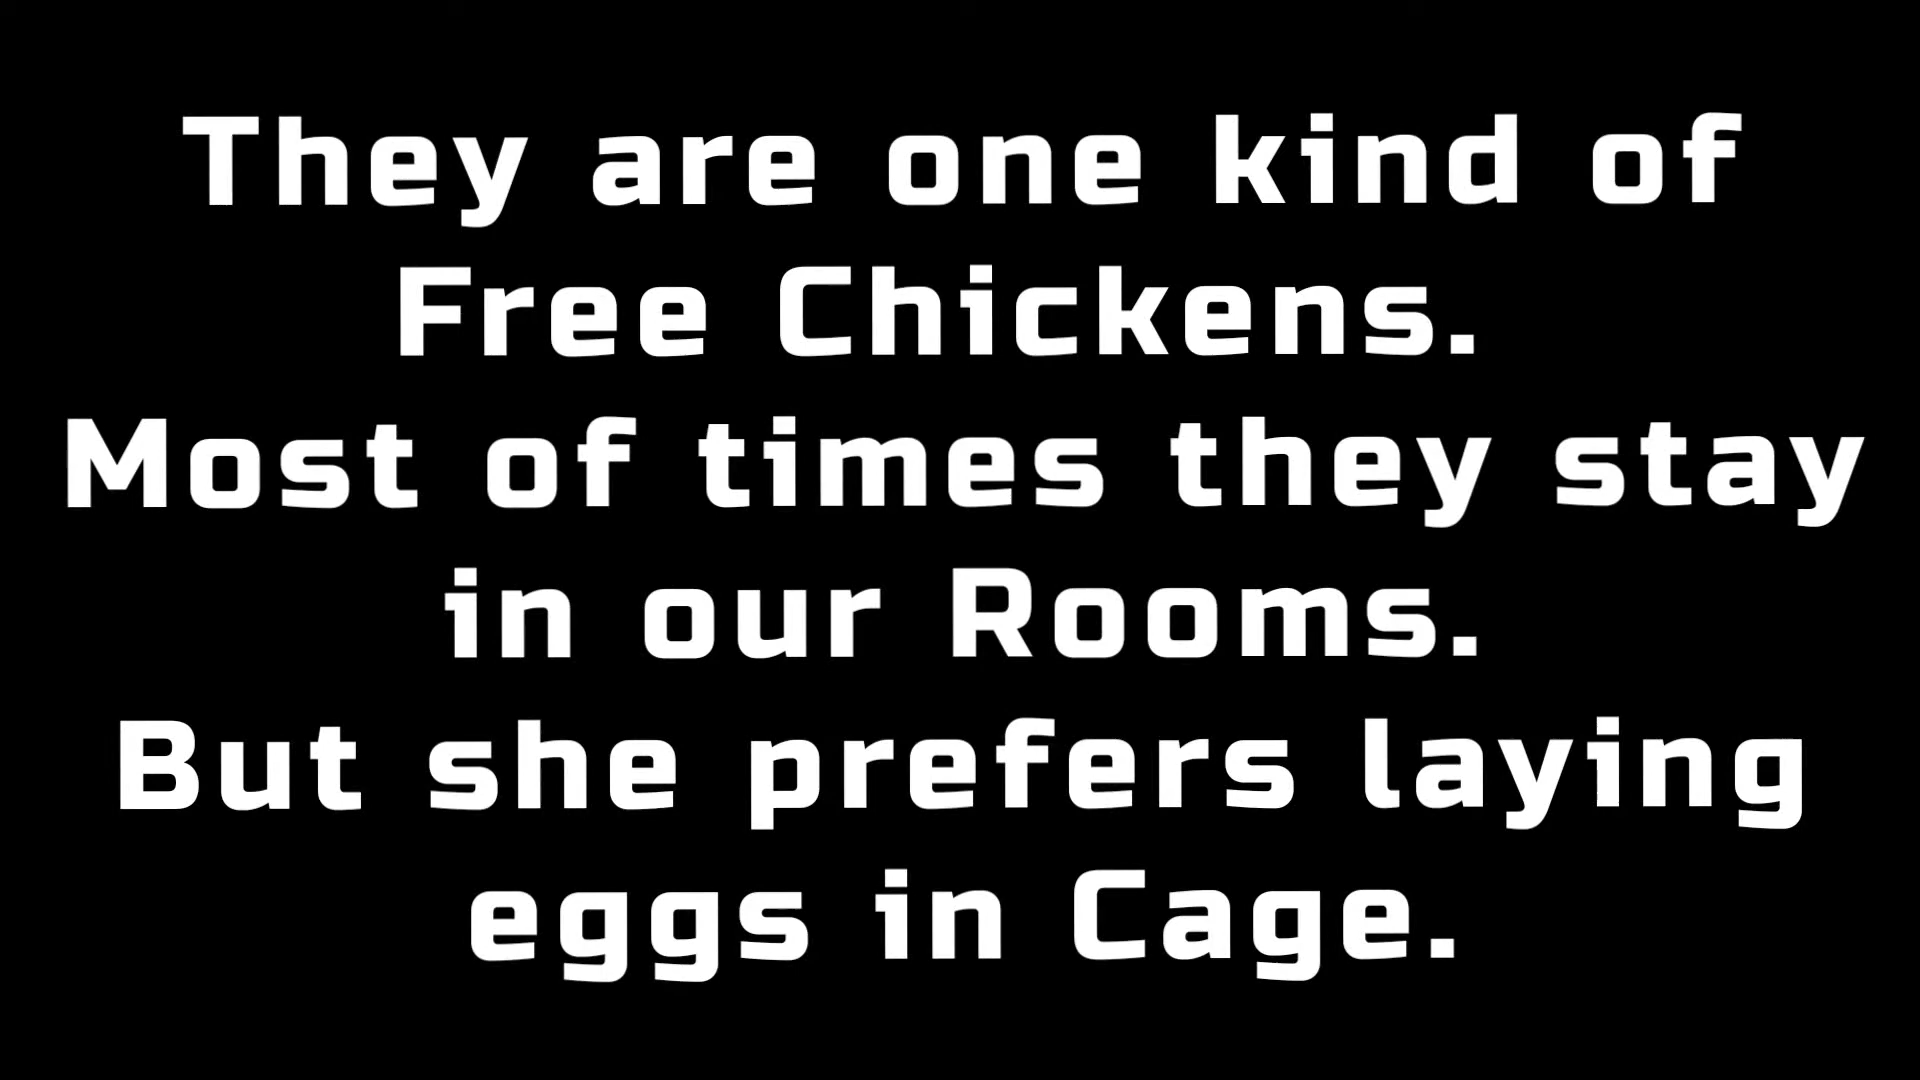 They are one kind of
Free Chickens.
Most of times they stay
in our Rooms.
But she prefers laying
eggs in Cage.